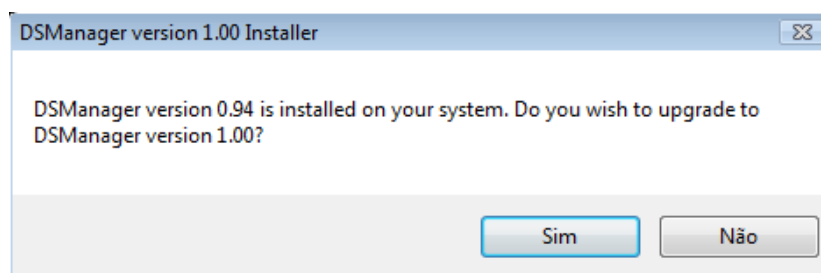 DSManager version 1.00 Installer
DSManager version 0.94 is installed on your system. Do you wish to upgrade to
DSManager version 1.00?
Sim
Não